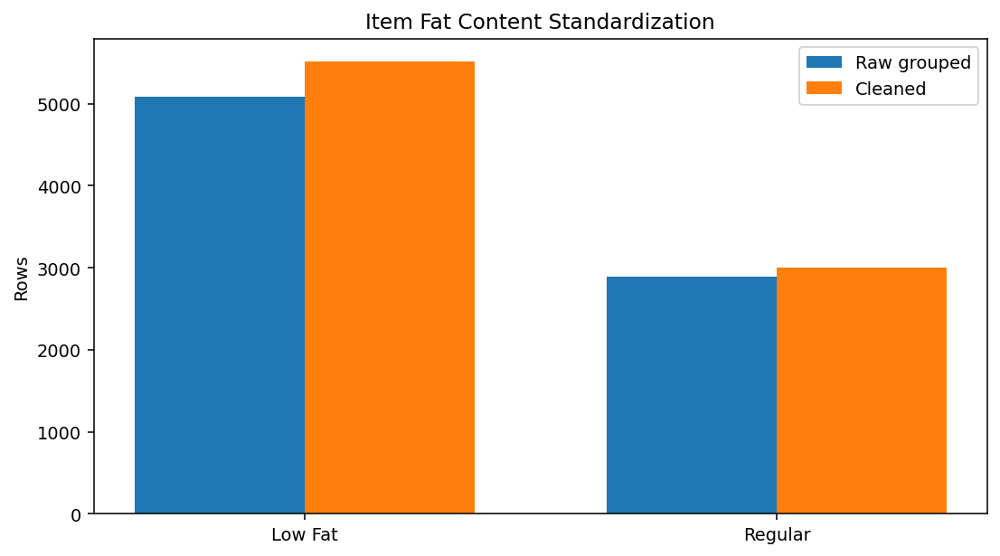 Item Fat Content Standardization
Raw grouped
Cleaned
Rows
5000
4000
3000
2000
1000
0
Low Fat
Regular